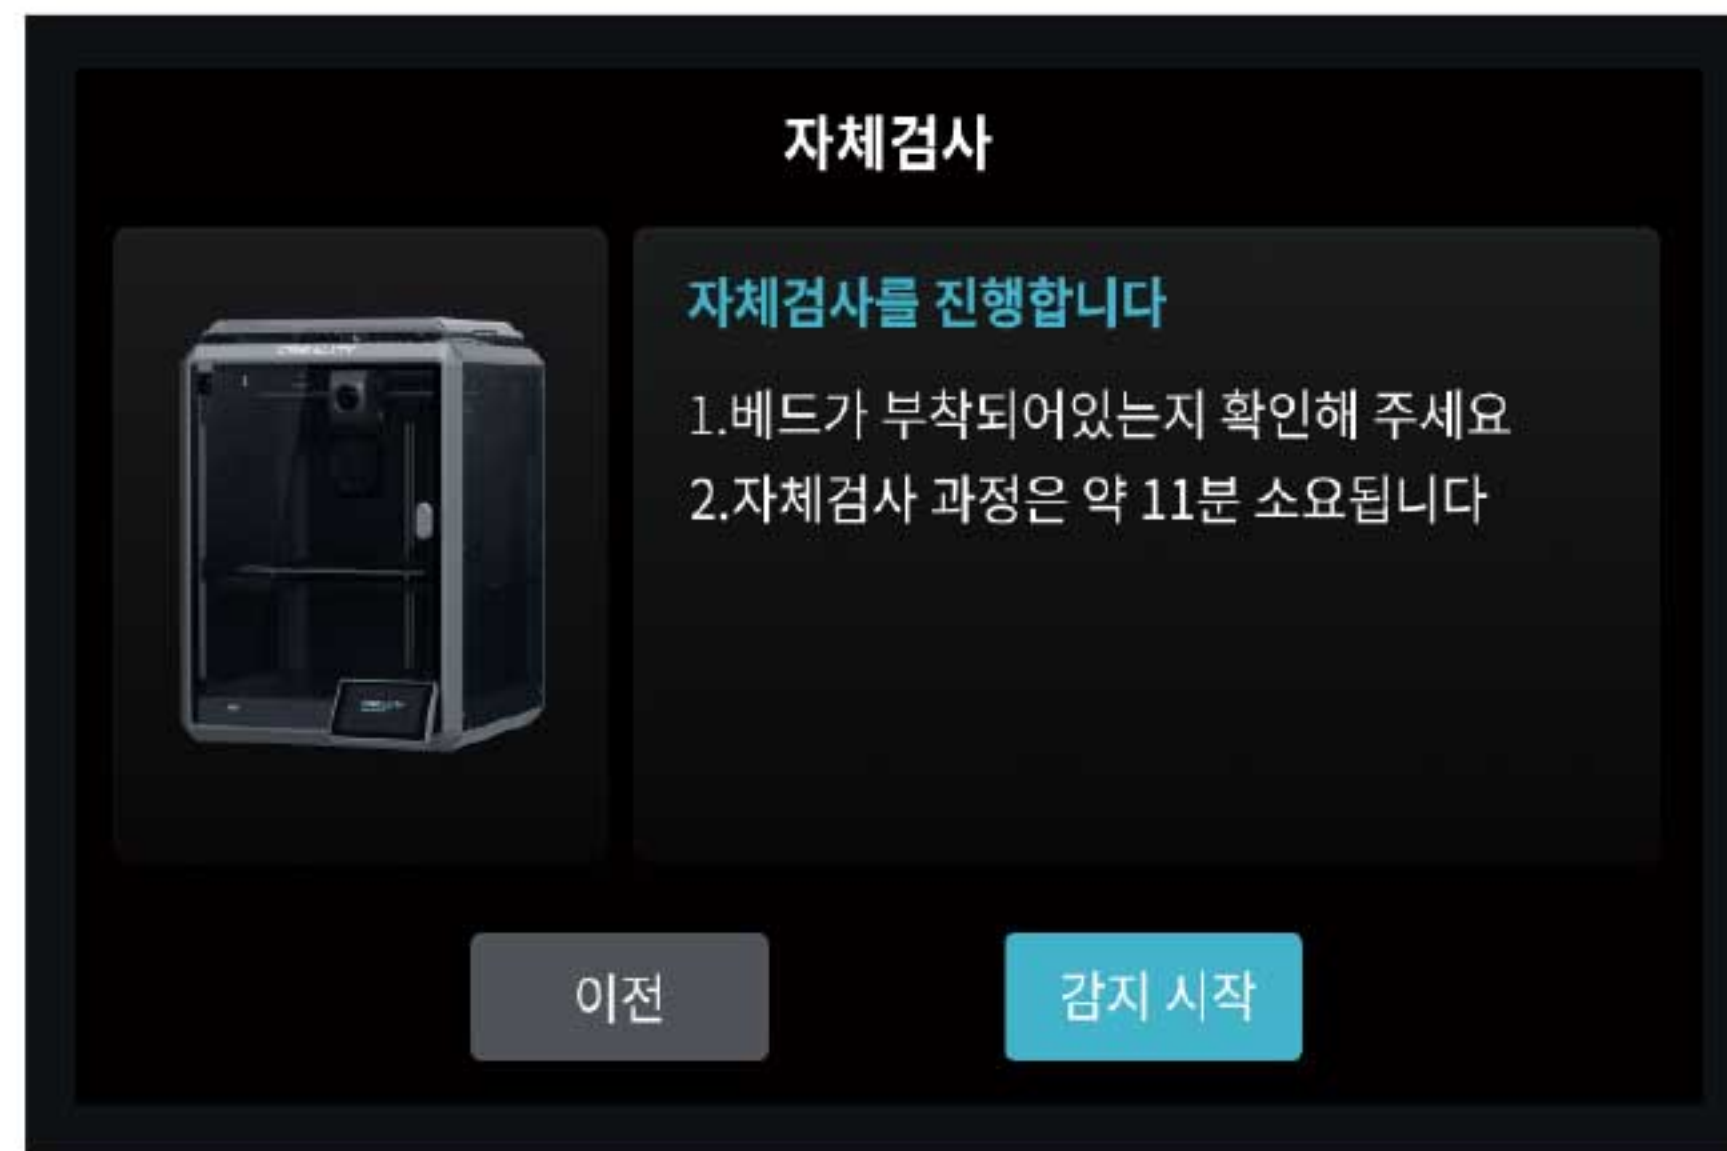 자체검사
CREALITY
자체검사를 진행합니다
1.베드가 부착되어있는지 확인해 주세요
2.자체검사 과정은 약 11분 소요됩니다
이전
감지 시작